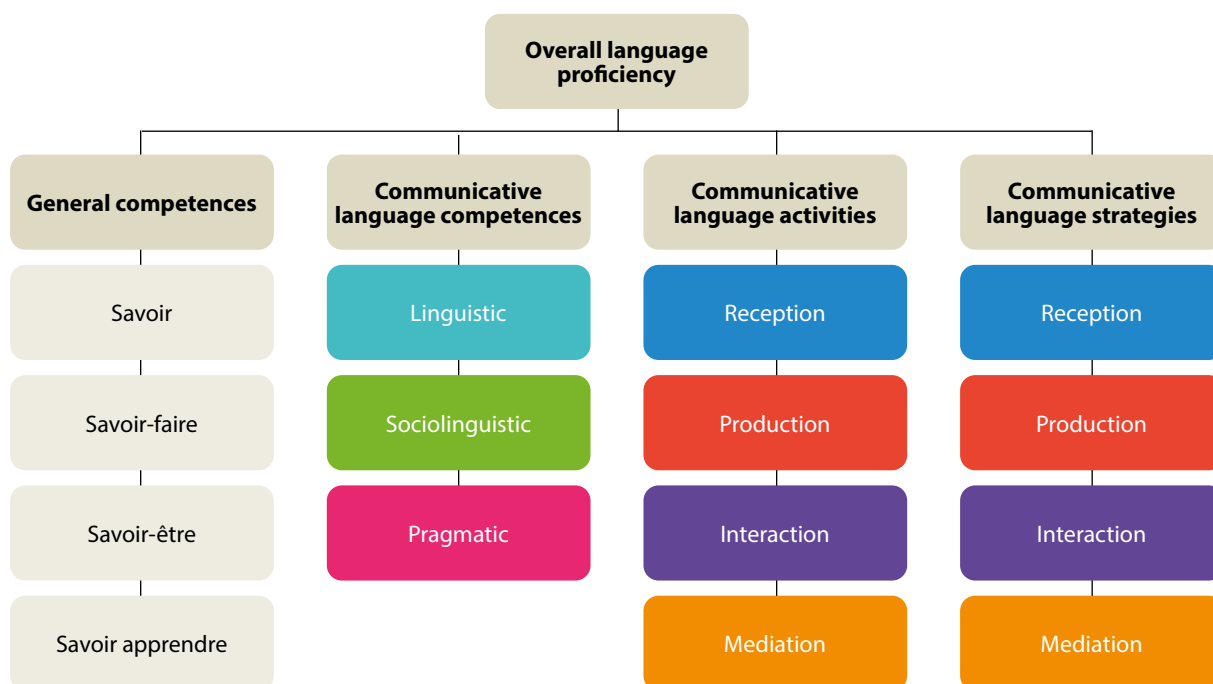 Overall language
proficiency
General competences
Communicative
language competences
Communicative
language activities
Communicative
language strategies
Savoir
Linguistic
Reception
Reception
Savoir-faire
Sociolinguistic
Production
Production
Savoir-être
Pragmatic
Interaction
Interaction
Savoir apprendre
Mediation
Mediation